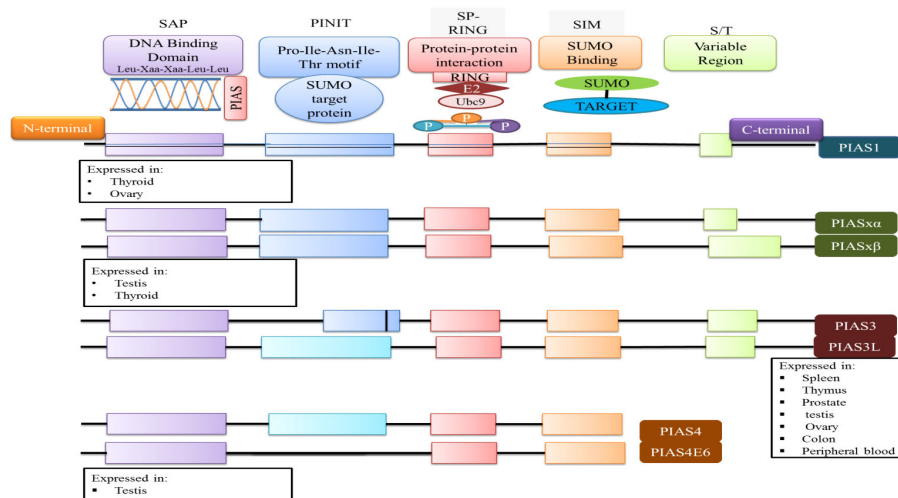 SAP
PINIT
SP-
RING
SIM
S/T
DNA Binding
Domain
Leu-Xaa-Xaa-Leu-Leu
Pro-Ile-Asn-Ile-
Thr motif
Protein-protein
interaction
SUMO
Binding
Variable
Region
PIAS
SUMO
target
protein
RING
E2
Ubc9
SUMO
TARGET
P
P
P
N-terminal
C-terminal
PIAS1
Expressed in:
• Thyroid
• Ovary
PIASxα
PIASxβ
Expressed in:
• Testis
• Thyroid
PIAS3
PIAS3L
Expressed in:
▪ Spleen
▪ Thymus
▪ Prostate
▪ testis
▪ Ovary
▪ Colon
▪ Peripheral blood
PIAS4
PIAS4E6
Expressed in:
▪ Testis